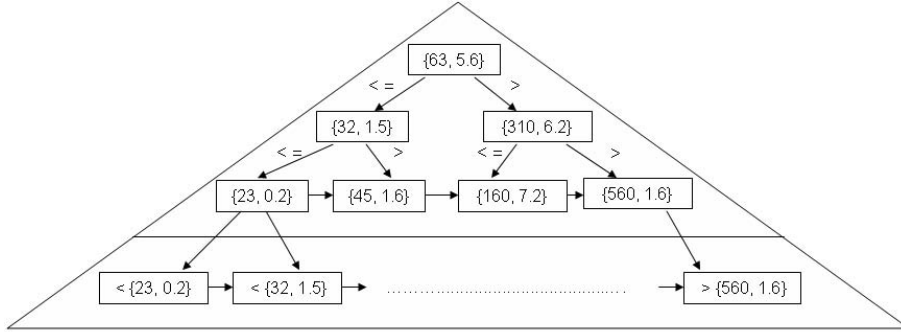 {63, 5.6}
< = >
{32, 1.5} {310, 6.2}
< = > < = >
{23, 0.2} {45, 1.6} {160, 7.2} {560, 1.6}
< {23, 0.2} < {32, 1.5} ............................................. > {560, 1.6}